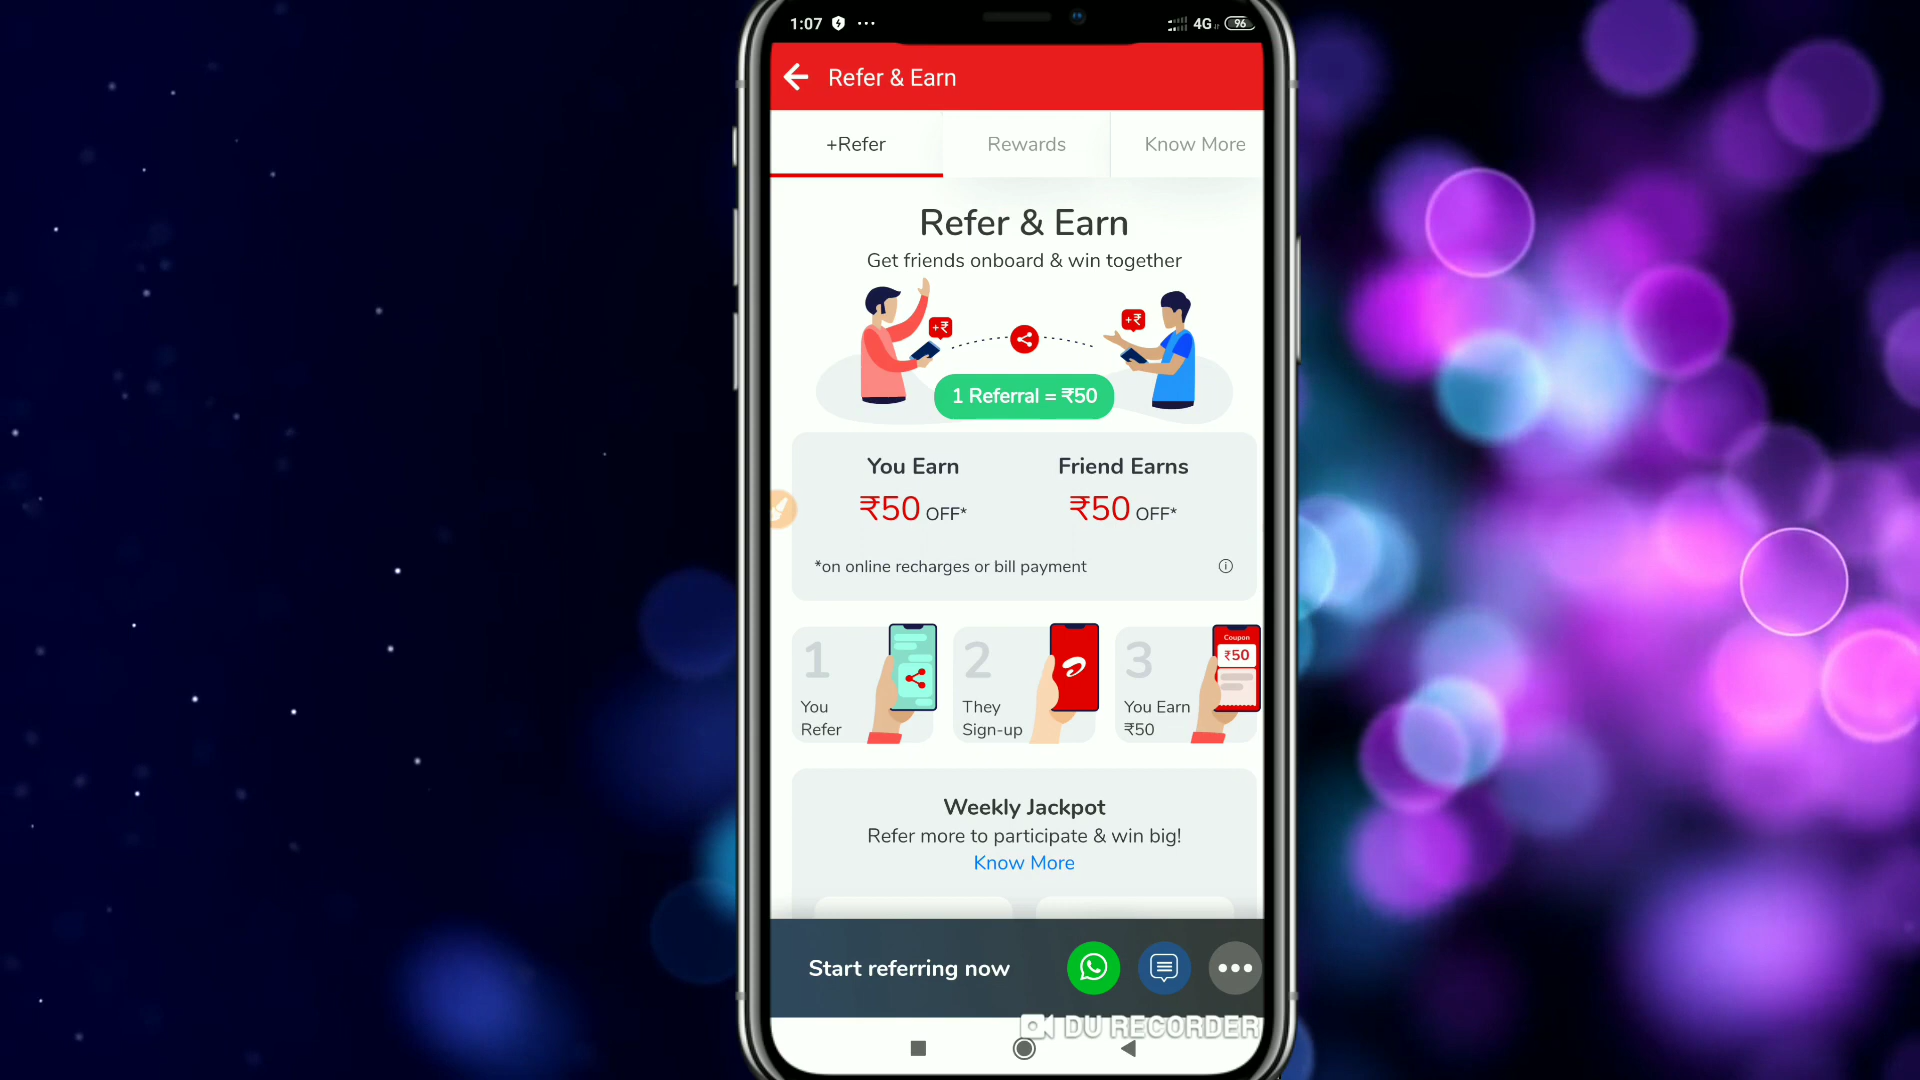 1:07
4G
96
Refer & Earn
+Refer
Rewards
Know More
Refer & Earn
Get friends onboard & win together
+₹
+₹
1 Referral = ₹50
You Earn
Friend Earns
₹50 OFF*
₹50 OFF*
*on online recharges or bill payment
1
You
Refer
2
They
Sign-up
3
You Earn
₹50
Coupon
₹50
Weekly Jackpot
Refer more to participate & win big!
Know More
Start referring now
DU RECORDER